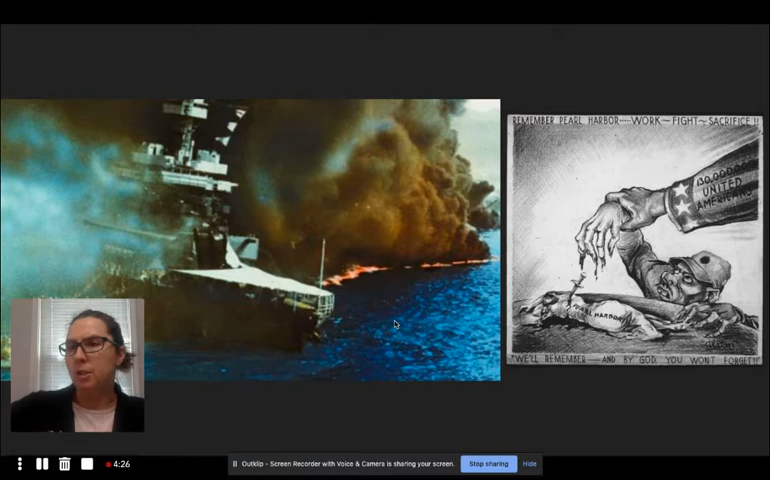 REMEMBER PEARL HARBOR.....WORK~FIGHT~SACRIFICE!!
130,000,000
UNITED
AMERICANS
PEARL HARBOR
"WE'LL REMEMBER — AND BY GOD, YOU WON'T FORGET!!"
4:26
Outklip - Screen Recorder with Voice & Camera is sharing your screen.
Stop sharing
Hide